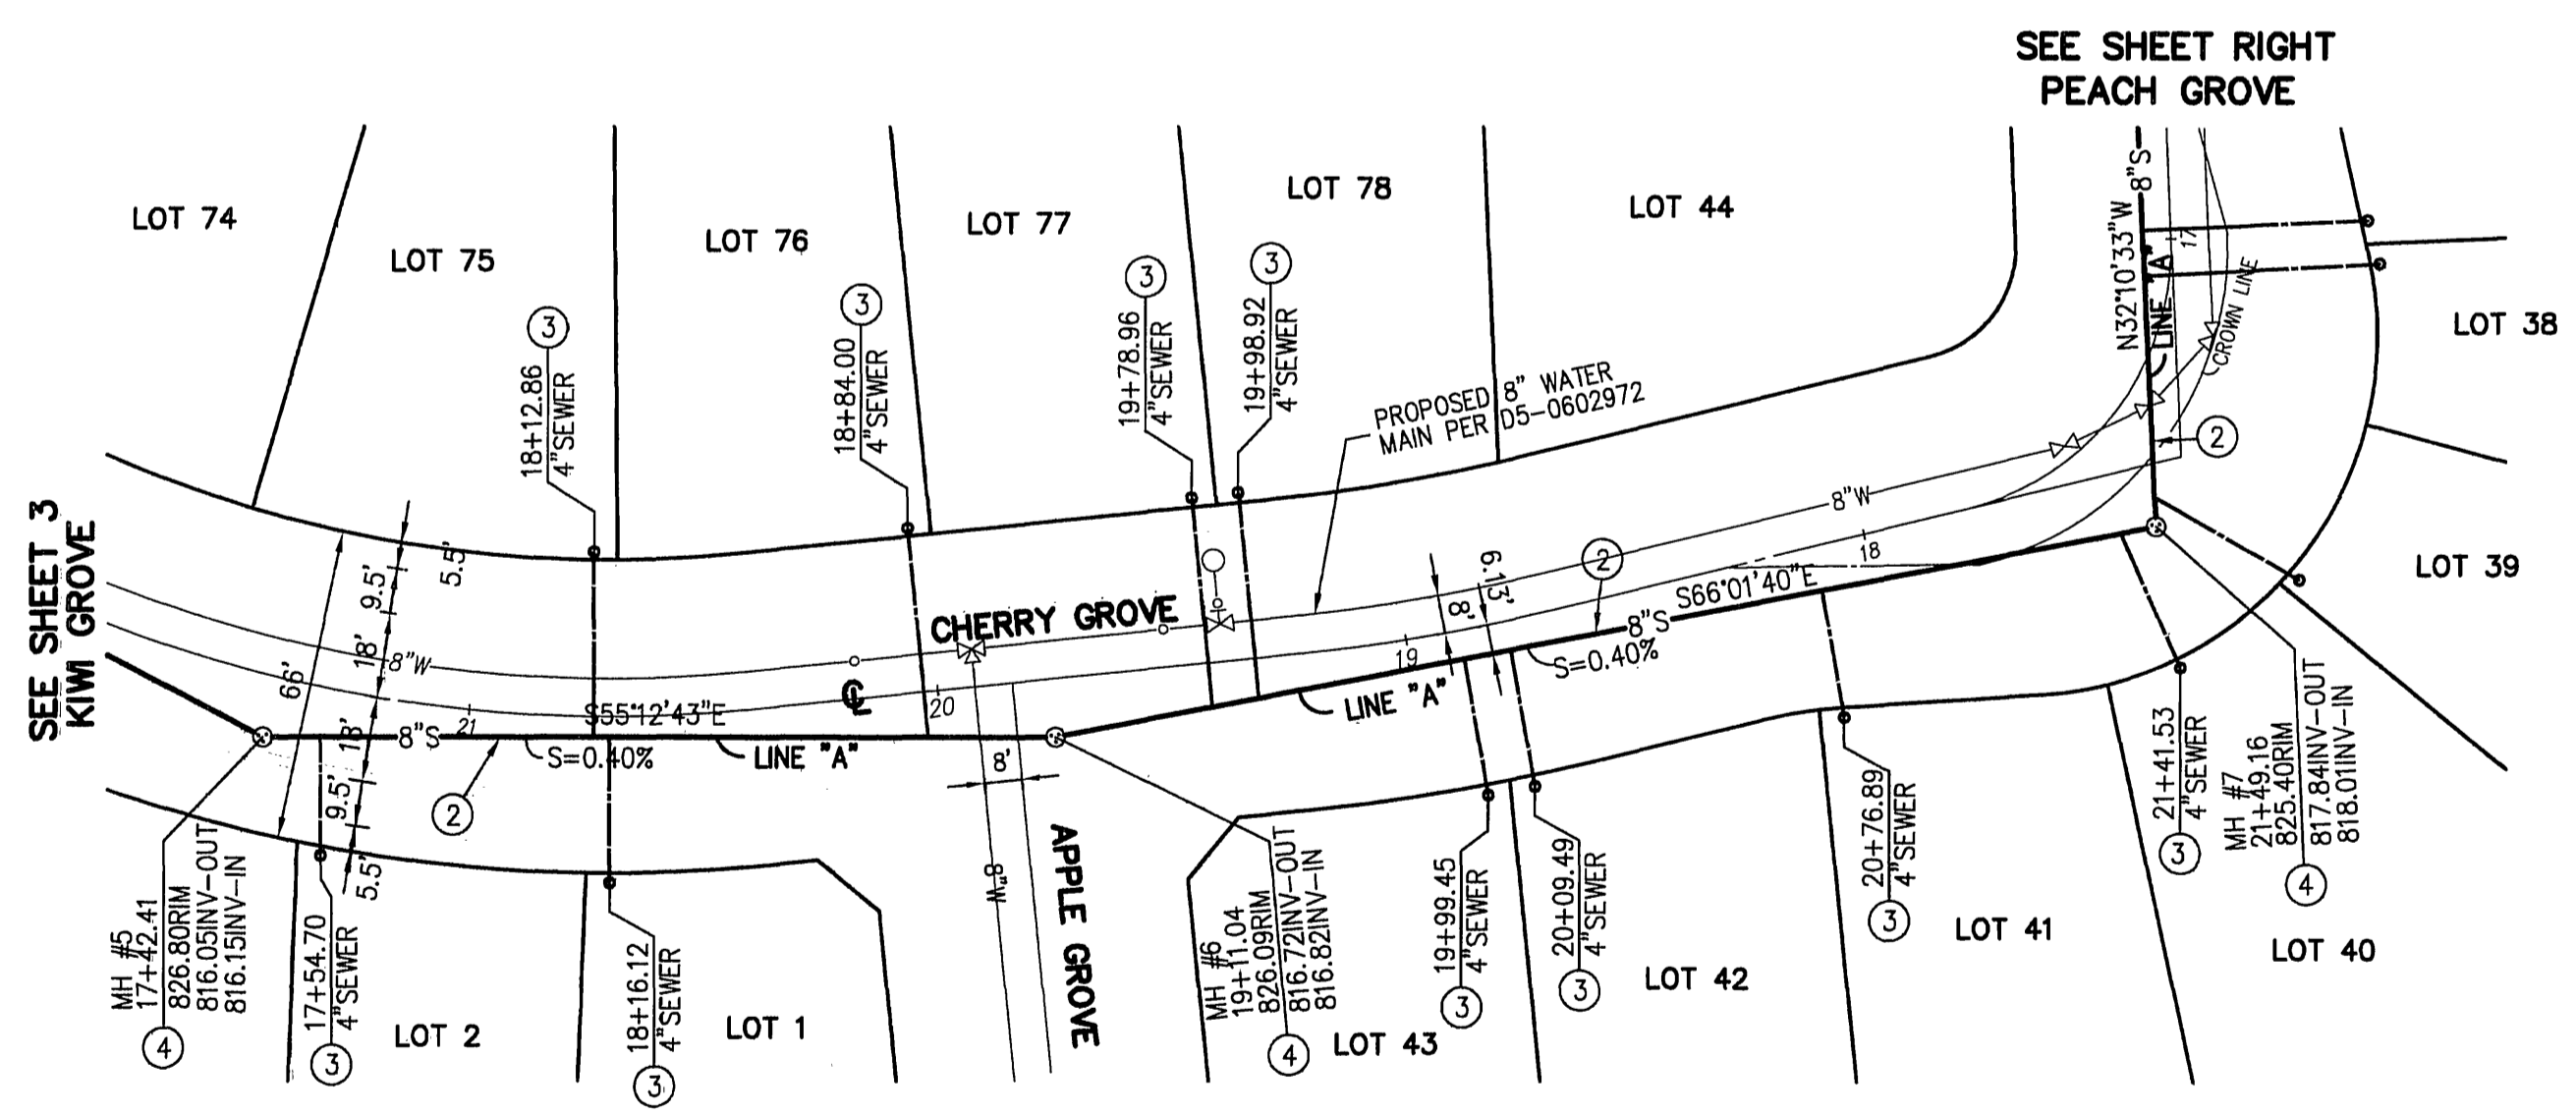 SEE SHEET RIGHT
PEACH GROVE
LOT 74
LOT 75
LOT 76
LOT 77
LOT 78
LOT 44
LOT 38
LOT 39
LOT 40
LOT 41
LOT 42
LOT 43
LOT 1
LOT 2
SEE SHEET 3
KIWI GROVE
3
18+12.86
4"SEWER
3
18+84.00
4"SEWER
3
19+78.96
4"SEWER
3
19+98.92
4"SEWER
PROPOSED 8" WATER
MAIN PER D5-0602972
N32°10'33"W
8"S
LINE "A"
17
CROWN LINE
2
8"W
18
6.13'
8'
2
S66°01'40"E
8"S
S=0.40%
19
LINE "A"
CHERRY GROVE
5.5'
9.5'
18'
66'
8"W
18'
9.5'
5.5'
8"S
21
S55°12'43"E
S=0.40%
LINE "A"
2
CL
20
8'
8"W
APPLE GROVE
MH #5
17+42.41
826.80RIM
816.05INV-OUT
816.15INV-IN
4
17+54.70
4"SEWER
3
18+16.12
4"SEWER
3
MH #6
19+11.04
826.09RIM
816.72INV-OUT
816.82INV-IN
4
19+99.45
4"SEWER
3
20+09.49
4"SEWER
3
20+76.89
4"SEWER
3
21+41.53
4"SEWER
3
MH #7
21+49.16
825.40RIM
817.84INV-OUT
818.01INV-IN
4